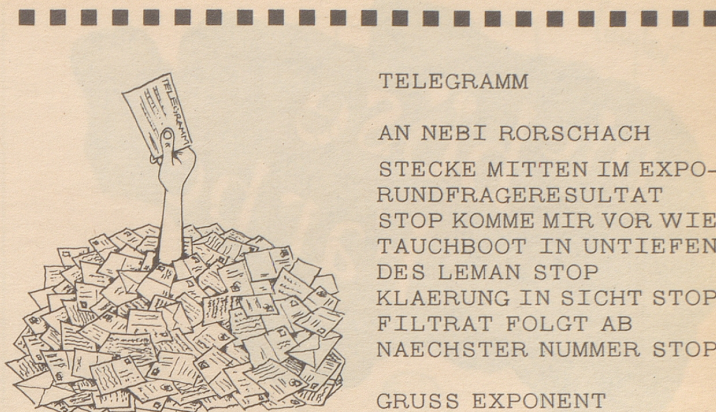 TELEGRAMM
TELEGRAMM
AN NEBI RORSCHACH
STECKE MITTEN IM EXPO-
RUNDFRAGERESULTAT
STOP KOMME MIR VOR WIE
TAUCHBOOT IN UNTIEFEN
DES LEMAN STOP
KLAERUNG IN SICHT STOP
FILTRAT FOLGT AB
NAECHSTER NUMMER STOP
GRUSS EXPONENT